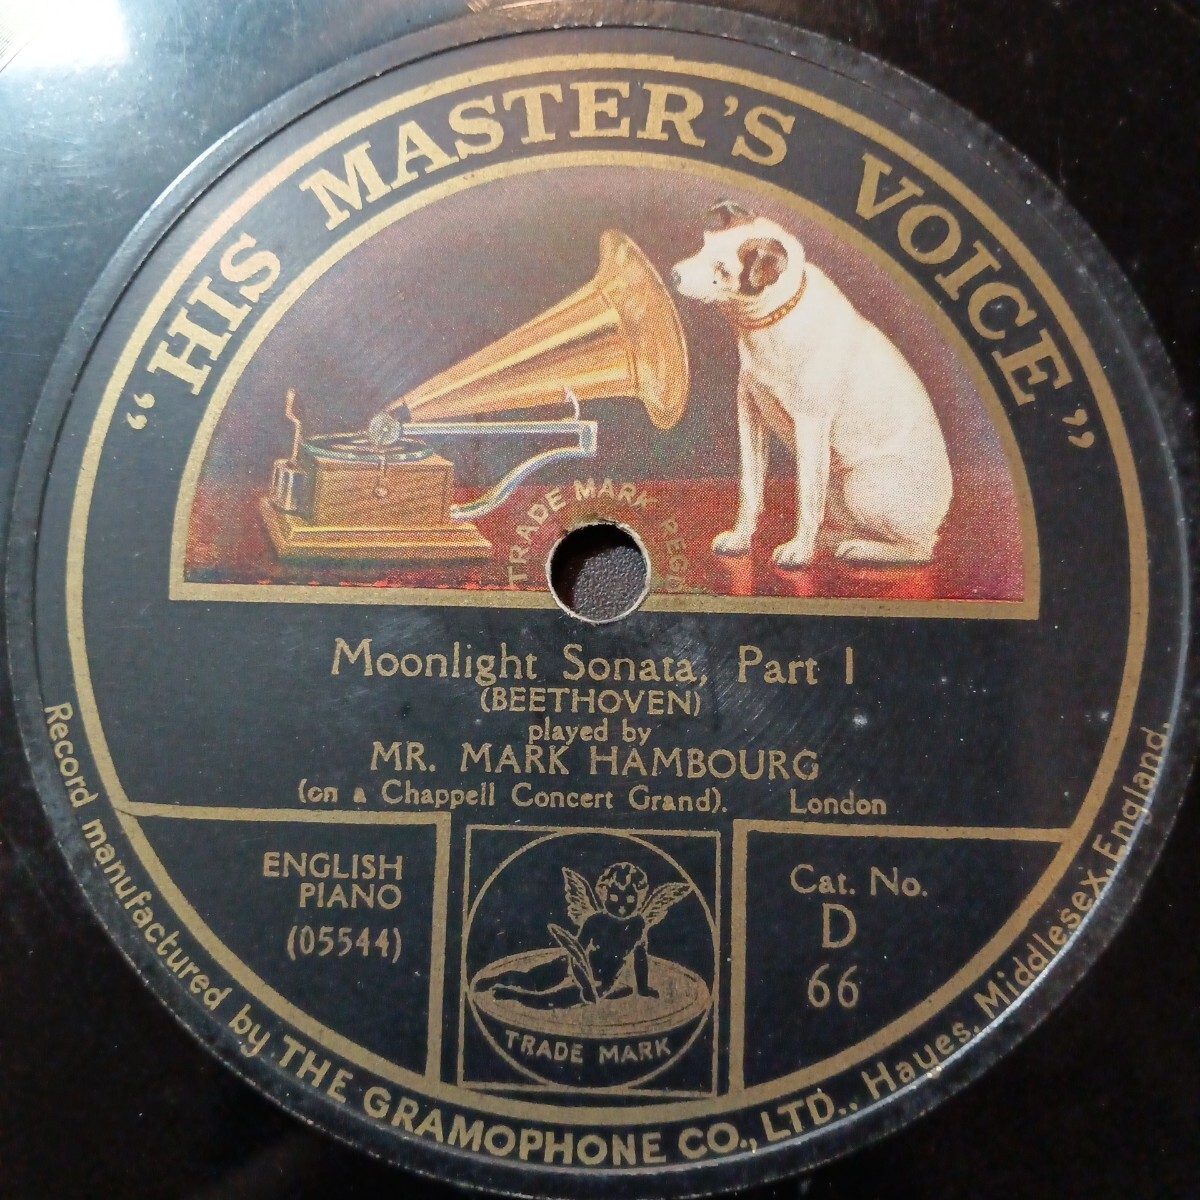 “HIS MASTER'S VOICE”
TRADE MARK REGD
Moonlight Sonata, Part 1
(BEETHOVEN)
played by
MR. MARK HAMBOURG
(on a Chappell Concert Grand). London
ENGLISH
PIANO
(05544)
TRADE MARK
Cat. No.
D
66
Record manufactured by THE GRAMOPHONE CO., LTD., Hayes, Middlesex, England.